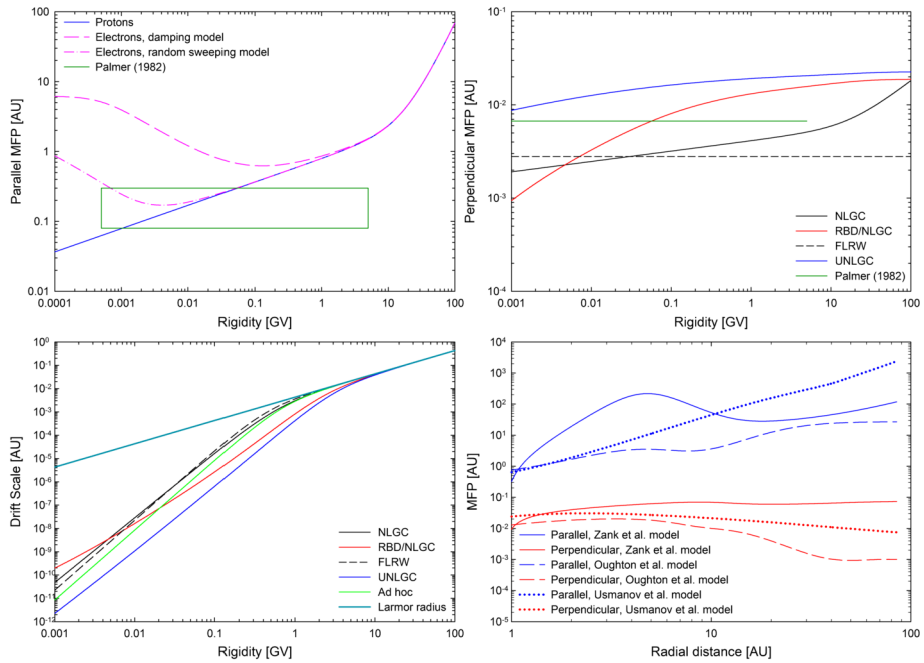 Protons
Electrons, damping model
Electrons, random sweeping model
Palmer (1982)
100
10
1
0.1
0.01
Parallel MFP [AU]
0.0001
0.001
0.01
0.1
1
10
100
Rigidity [GV]
10-1
10-2
10-3
10-4
Perpendicular MFP [AU]
NLGC
RBD/NLGC
FLRW
UNLGC
Palmer (1982)
0.001
0.01
0.1
1
10
100
Rigidity [GV]
100
10-1
10-2
10-3
10-4
10-5
10-6
10-7
10-8
10-9
10-10
10-11
10-12
Drift Scale [AU]
NLGC
RBD/NLGC
FLRW
UNLGC
Ad hoc
Larmor radius
0.001
0.01
0.1
1
10
100
Rigidity [GV]
104
103
102
101
100
10-1
10-2
10-3
10-4
10-5
MFP [AU]
Parallel, Zank et al. model
Perpendicular, Zank et al. model
Parallel, Oughton et al. model
Perpendicular, Oughton et al. model
Parallel, Usmanov et al. model
Perpendicular, Usmanov et al. model
1
10
100
Radial distance [AU]